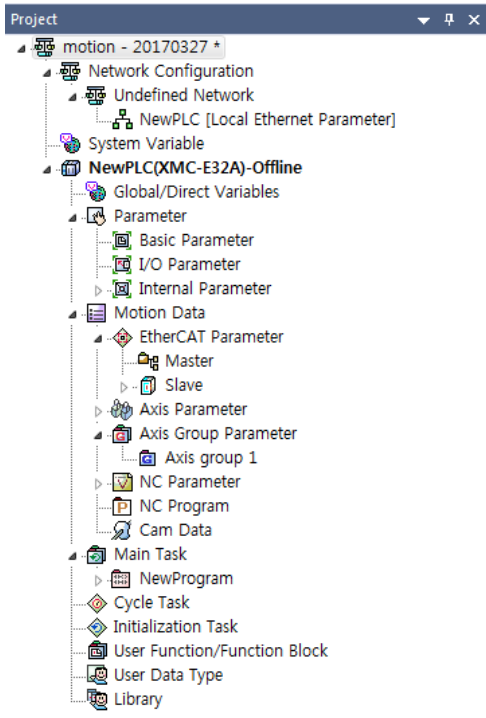 Project
motion - 20170327 *
Network Configuration
Undefined Network
NewPLC [Local Ethernet Parameter]
System Variable
NewPLC(XMC-E32A)-Offline
Global/Direct Variables
Parameter
Basic Parameter
I/O Parameter
Internal Parameter
Motion Data
EtherCAT Parameter
Master
Slave
Axis Parameter
Axis Group Parameter
Axis group 1
NC Parameter
NC Program
Cam Data
Main Task
NewProgram
Cycle Task
Initialization Task
User Function/Function Block
User Data Type
Library